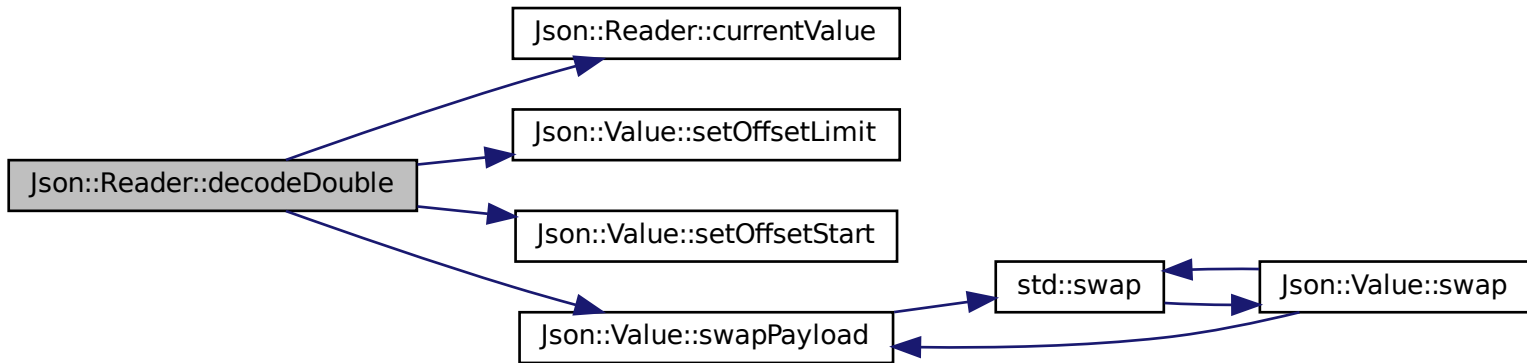 Json::Reader::currentValue
Json::Value::setOffsetLimit
Json::Reader::decodeDouble
Json::Value::setOffsetStart
std::swap
Json::Value::swap
Json::Value::swapPayload